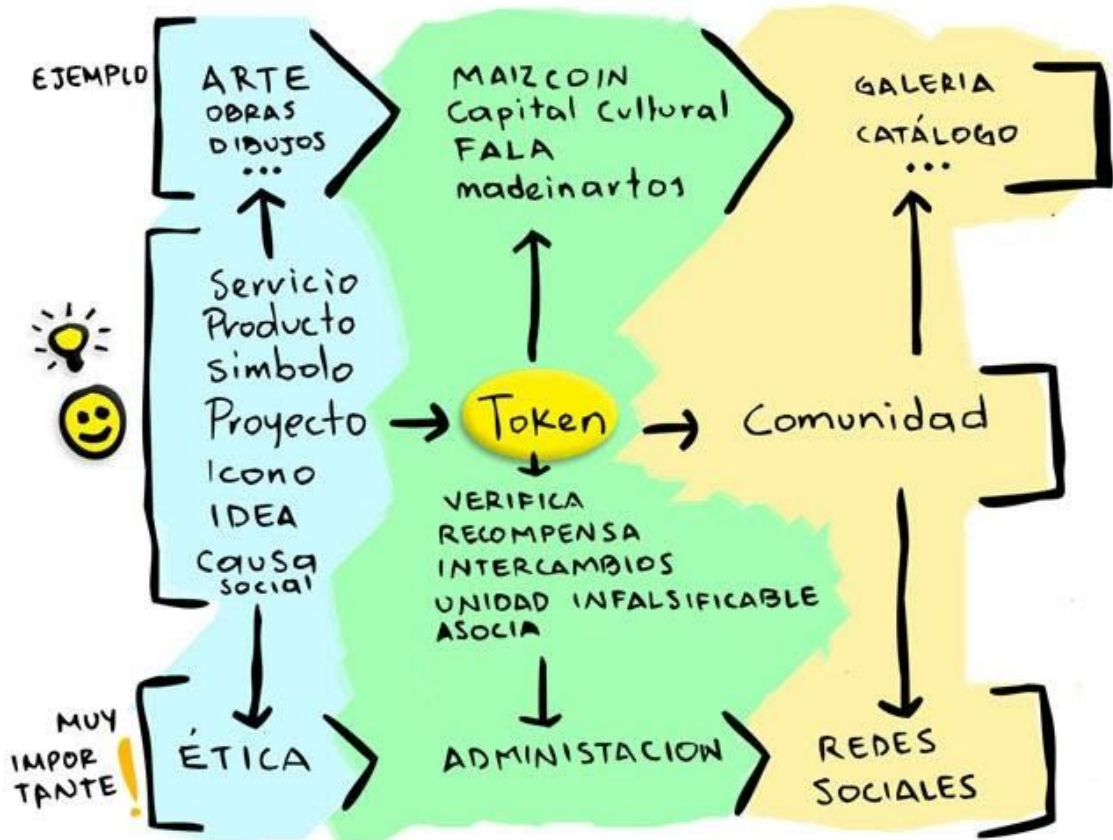 EJEMPLO
ARTE
OBRAS
DIBUJOS
...
MAIZCOIN
Capital Cultural
FALA
madeinartos
GALERIA
CATÁLOGO
...
Servicio
Producto
simbolo
Proyecto
Icono
IDEA
Causa
social
Token
VERIFICA
RECOMPENSA
INTERCAMBIOS
UNIDAD INFALSIFICABLE
ASOCIA
Comunidad
MUY
IMPOR
TANTE!
ÉTICA
ADMINISTACION
REDES
SOCIALES